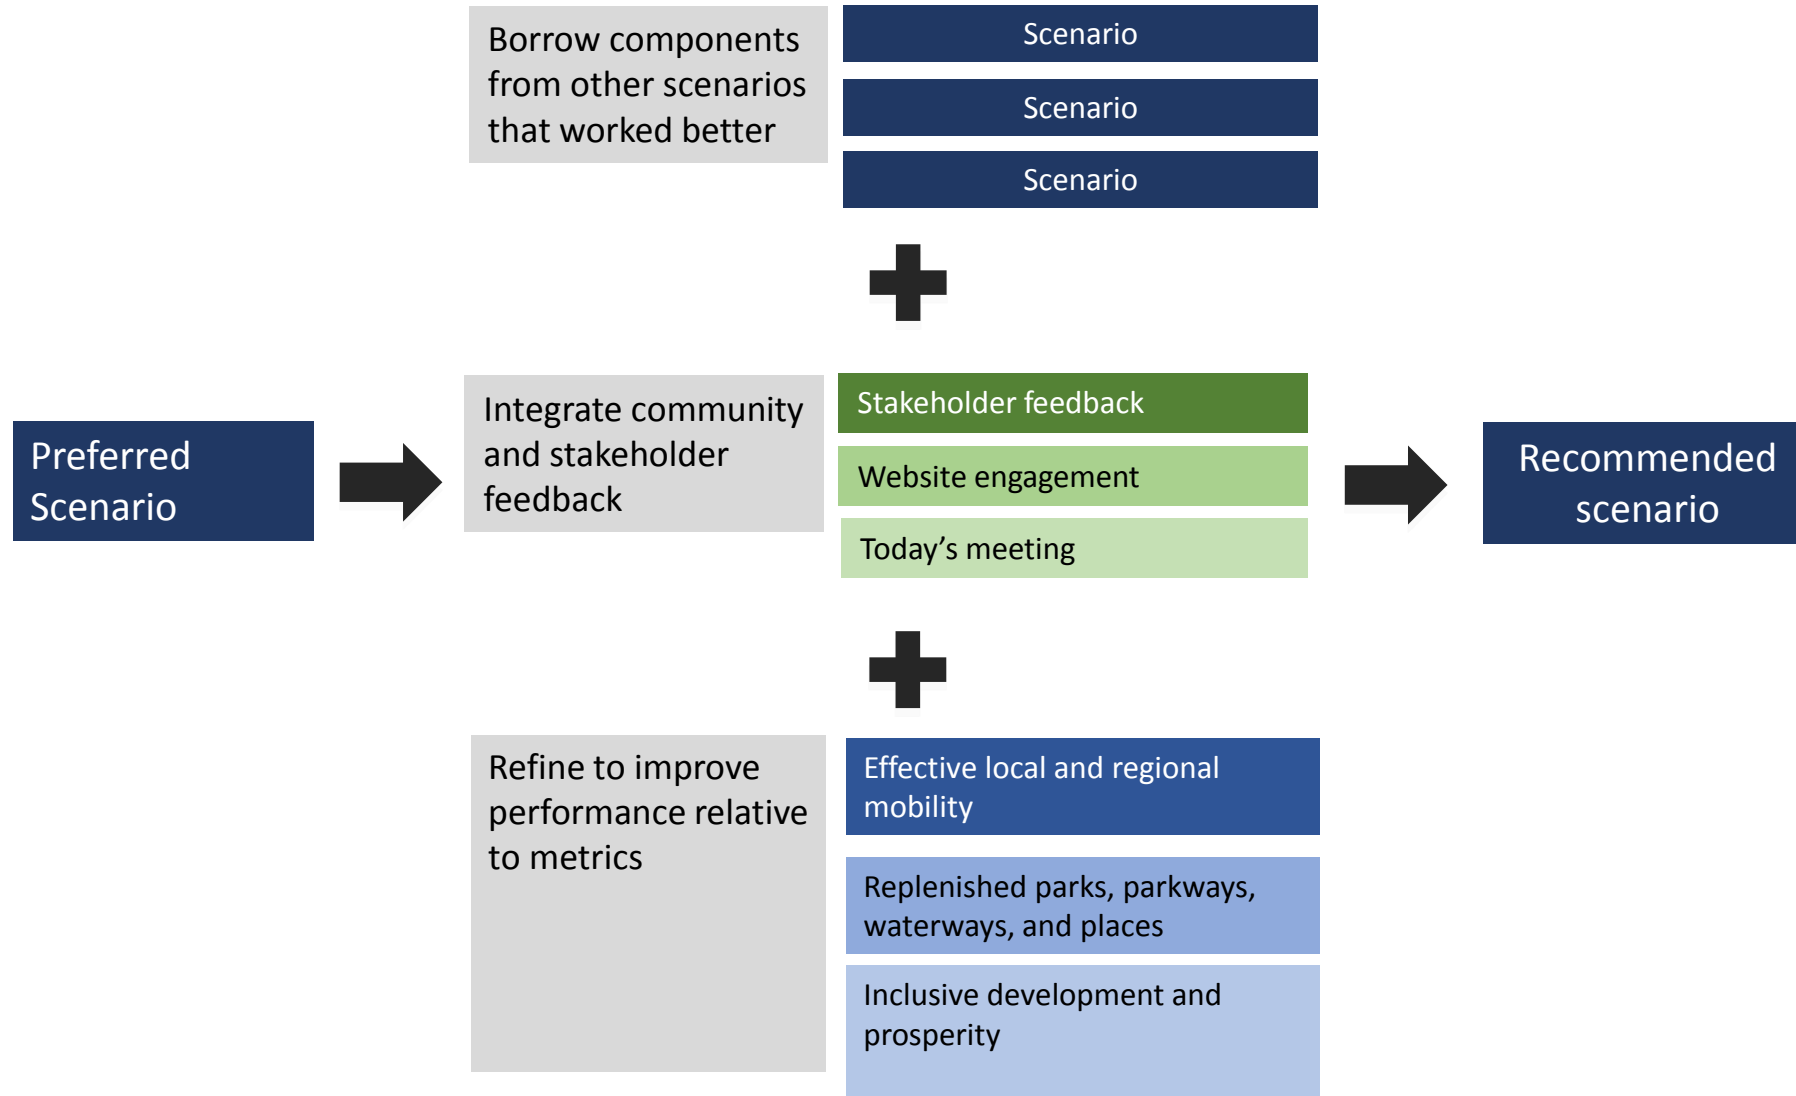 Borrow components
from other scenarios
that worked better
Scenario
Scenario
Scenario
Preferred
Scenario
Integrate community
and stakeholder
feedback
Stakeholder feedback
Website engagement
Today’s meeting
Recommended
scenario
Refine to improve
performance relative
to metrics
Effective local and regional
mobility
Replenished parks, parkways,
waterways, and places
Inclusive development and
prosperity